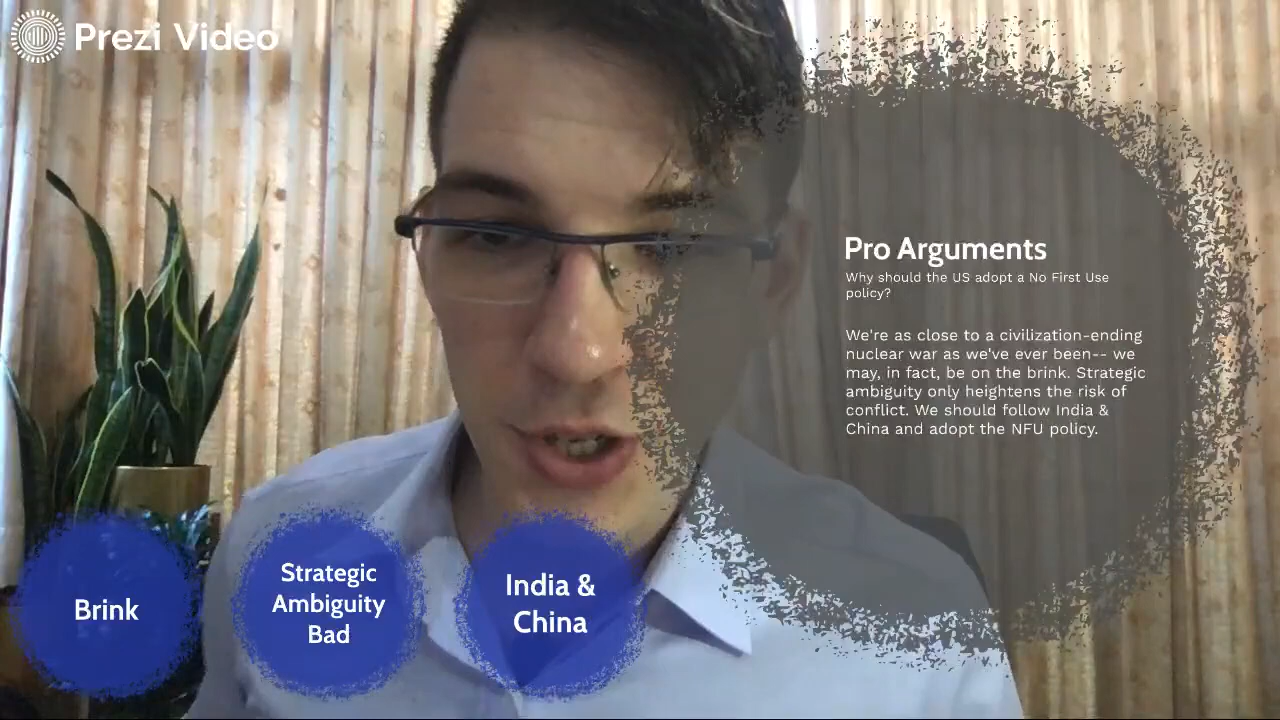 Prezi Video
Pro Arguments
Why should the US adopt a No First Use
policy?
We're as close to a civilization-ending
nuclear war as we've ever been-- we
may, in fact, be on the brink. Strategic
ambiguity only heightens the risk of
conflict. We should follow India &
China and adopt the NFU policy.
Brink
Strategic
Ambiguity
Bad
India &
China